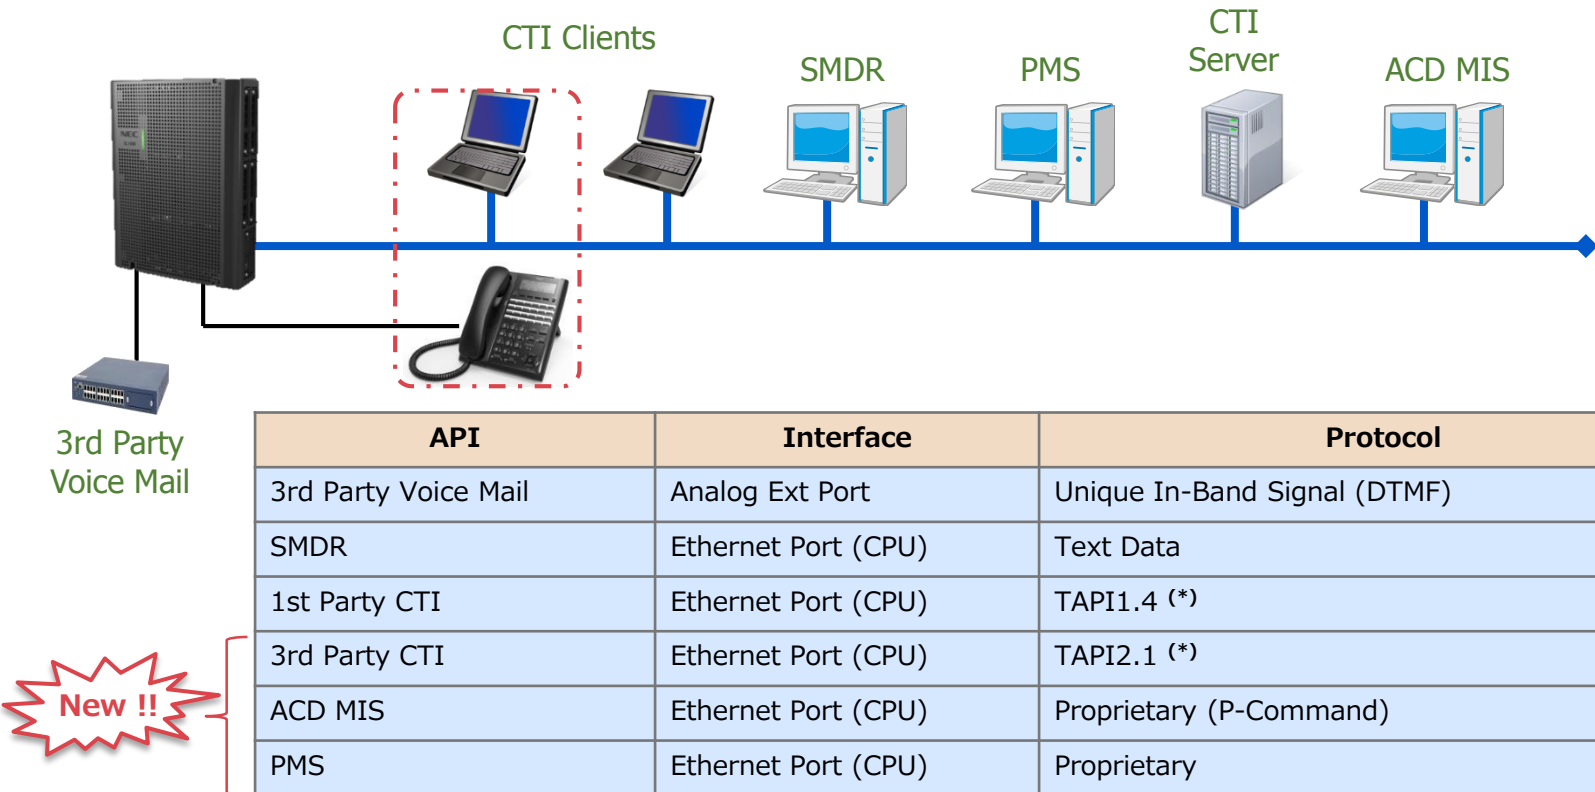 CTI Clients
SMDR
PMS
CTI
Server
ACD MIS
NEC
3rd Party
Voice Mail
API Interface Protocol
3rd Party Voice Mail Analog Ext Port Unique In-Band Signal (DTMF)
SMDR Ethernet Port (CPU) Text Data
1st Party CTI Ethernet Port (CPU) TAPI1.4 (*)
3rd Party CTI Ethernet Port (CPU) TAPI2.1 (*)
New !!
ACD MIS Ethernet Port (CPU) Proprietary (P-Command)
PMS Ethernet Port (CPU) Proprietary